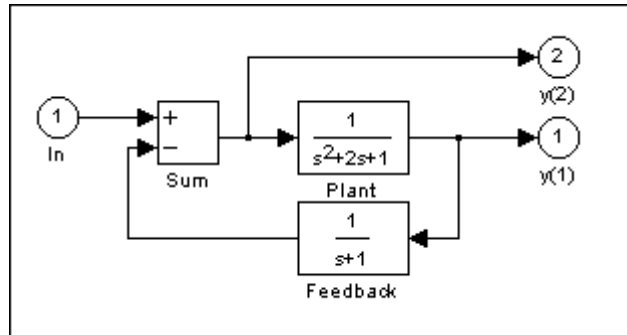 2
y(2)
1
In
+
−
Sum
1
s²+2s+1
Plant
1
y(1)
1
s+1
Feedback